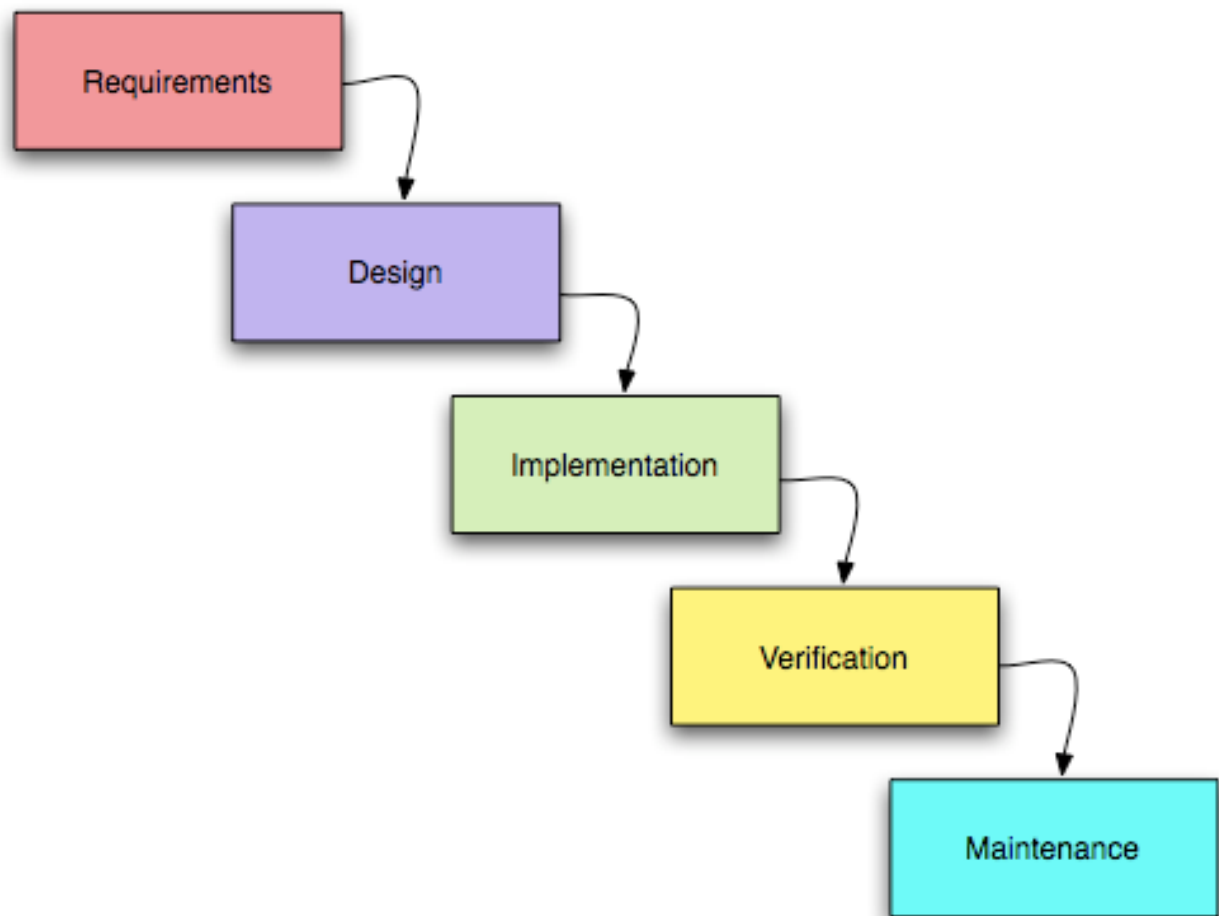 Requirements
Design
Implementation
Verification
Maintenance